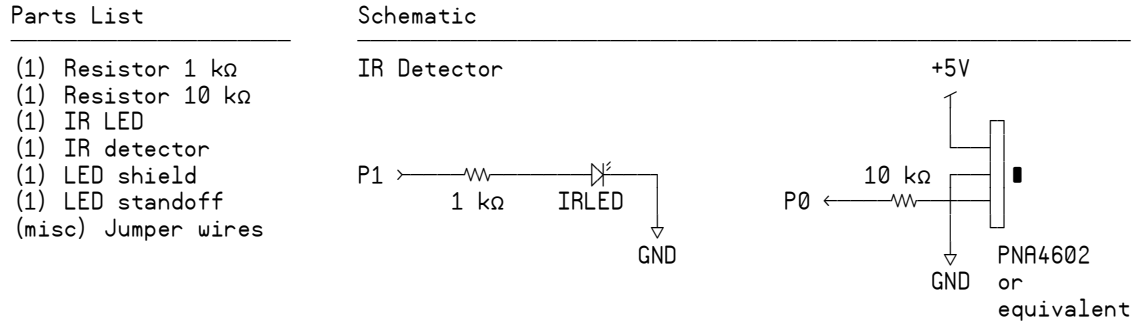 Parts List
(1) Resistor 1 kΩ
(1) Resistor 10 kΩ
(1) IR LED
(1) IR detector
(1) LED shield
(1) LED standoff
(misc) Jumper wires
Schematic
IR Detector
P1
1 kΩ
IRLED
GND
+5V
10 kΩ
P0
GND
PNA4602
or
equivalent